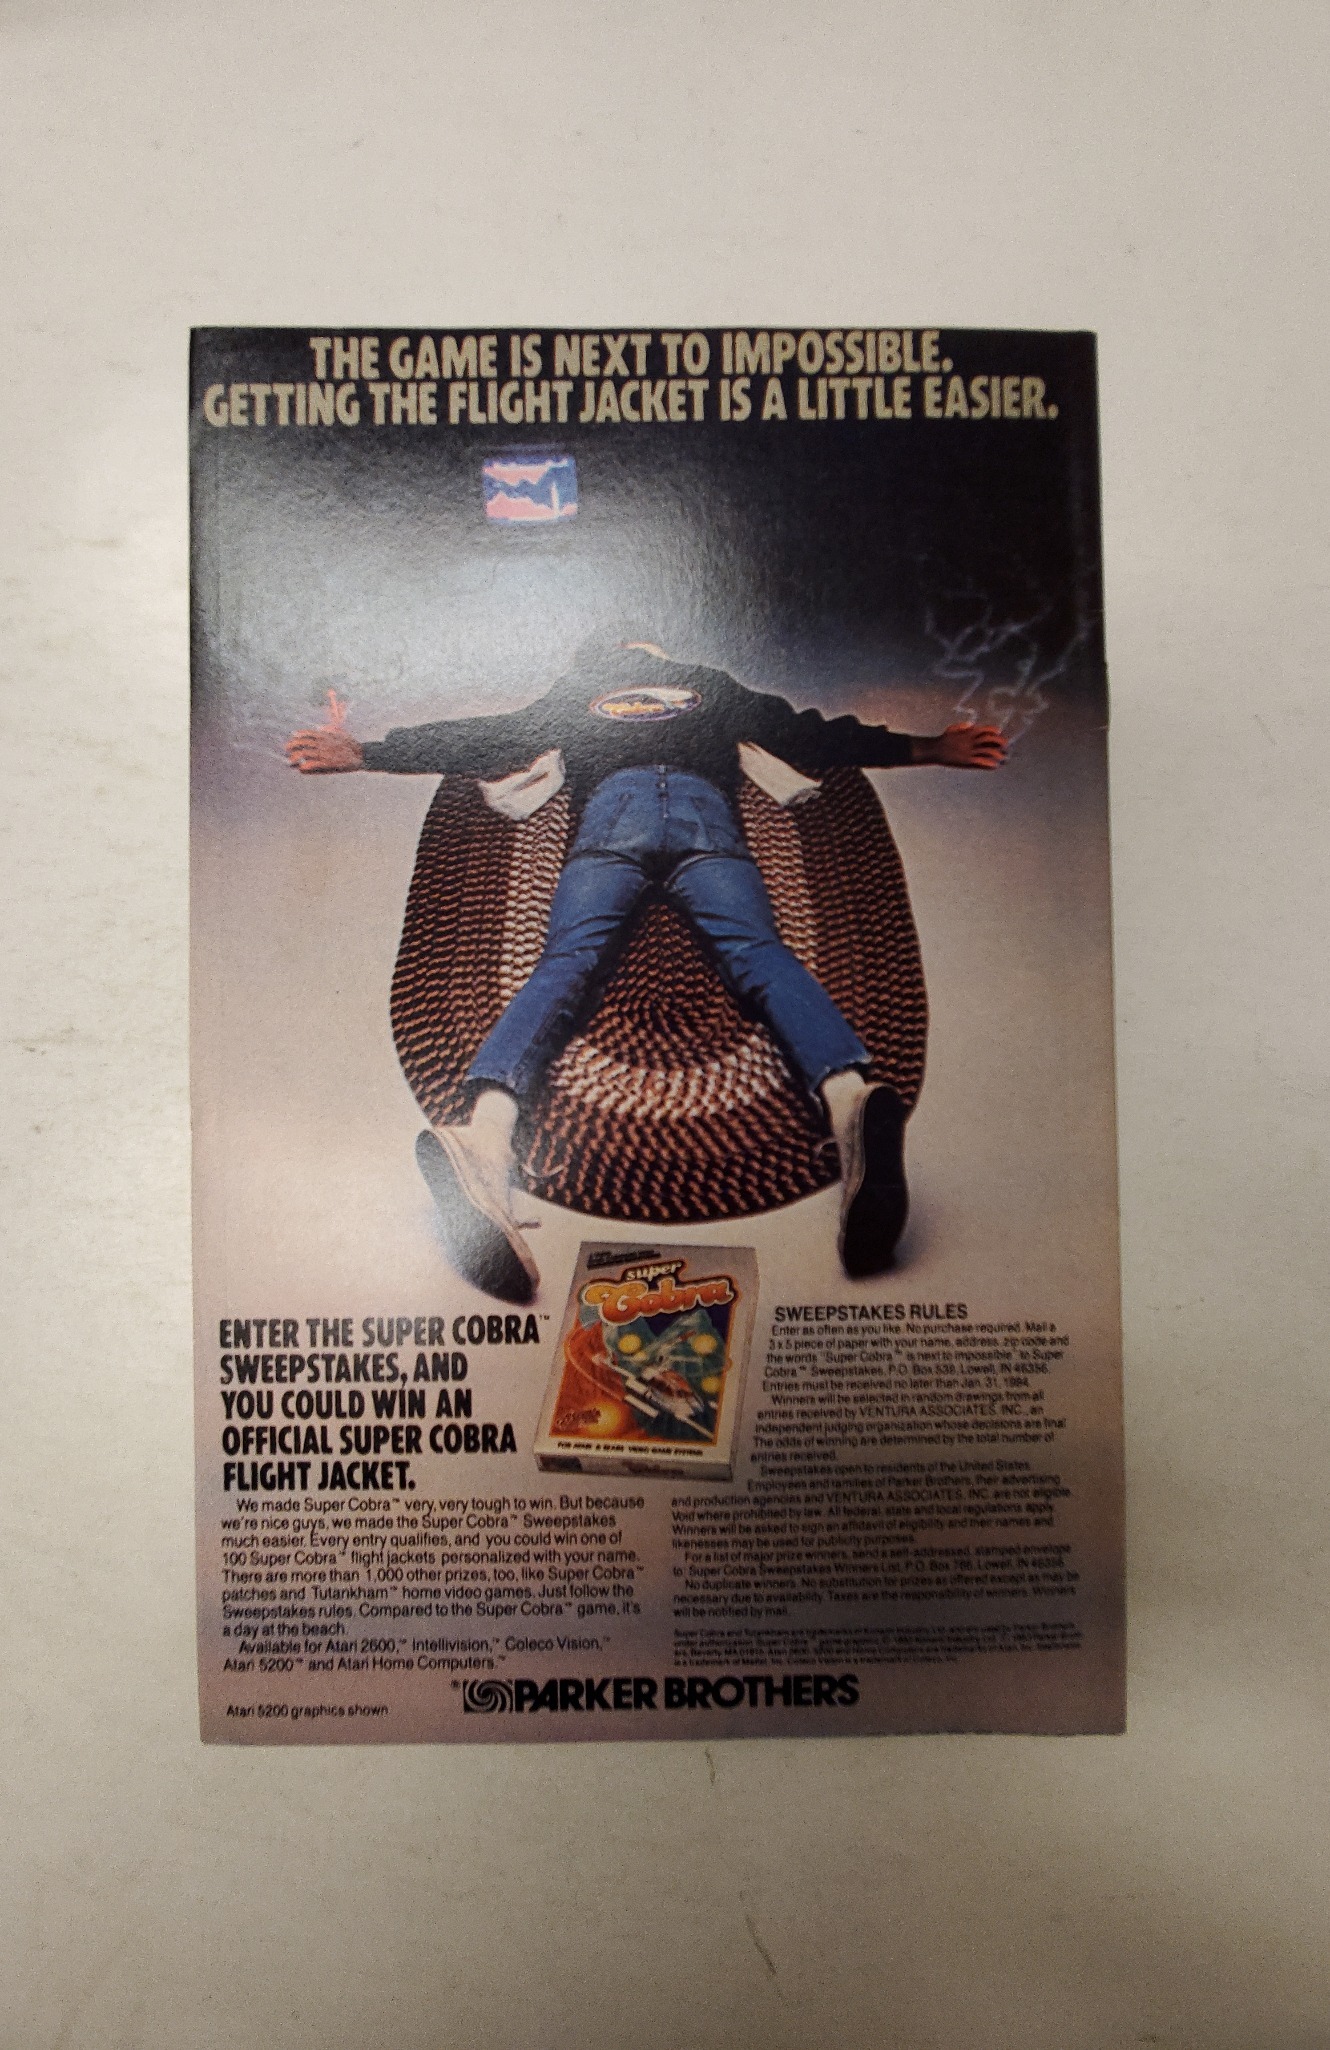 THE GAME IS NEXT TO IMPOSSIBLE.
GETTING THE FLIGHT JACKET IS A LITTLE EASIER.
super
Cobra
FOR ATARI & SEARS VIDEO GAME SYSTEMS
ENTER THE SUPER COBRA™
SWEEPSTAKES, AND
YOU COULD WIN AN
OFFICIAL SUPER COBRA
FLIGHT JACKET.
We made Super Cobra™ very, very tough to win. But because
we're nice guys, we made the Super Cobra™ Sweepstakes
much easier. Every entry qualifies, and you could win one of
100 Super Cobra™ flight jackets personalized with your name.
There are more than 1,000 other prizes, too, like Super Cobra™
patches and Tutankham™ home video games. Just follow the
Sweepstakes rules. Compared to the Super Cobra™ game, it's
a day at the beach.
Available for Atari 2600,™ Intellivision,™ Coleco Vision,™
Atari 5200™ and Atari Home Computers.™
Atari 5200 graphics shown
SWEEPSTAKES RULES
Enter as often as you like. No purchase required. Mail a
3 x 5 piece of paper with your name, address, zip code and
the words "Super Cobra™ is next to impossible" to Super
Cobra™ Sweepstakes, P.O. Box 538, Lowell, IN 46356.
Entries must be received no later than Jan. 31, 1984.
Winners will be selected in random drawings from all
entries received by VENTURA ASSOCIATES, INC., an
independent judging organization whose decisions are final.
The odds of winning are determined by the total number of
entries received.
Sweepstakes open to residents of the United States.
Employees and families of Parker Brothers, their advertising
and production agencies and VENTURA ASSOCIATES, INC. are not eligible.
Void where prohibited by law. All federal, state and local regulations apply.
Winners will be asked to sign an affidavit of eligibility and their names and
likenesses may be used for publicity purposes.
For a list of major prize winners, send a self-addressed, stamped envelope
to: Super Cobra Sweepstakes Winners List, P.O. Box 766, Lowell, IN 46356.
No duplicate winners. No substitution for prizes as offered except as may be
necessary due to availability. Taxes are the responsibility of winners. Winners
will be notified by mail.
PARKER BROTHERS